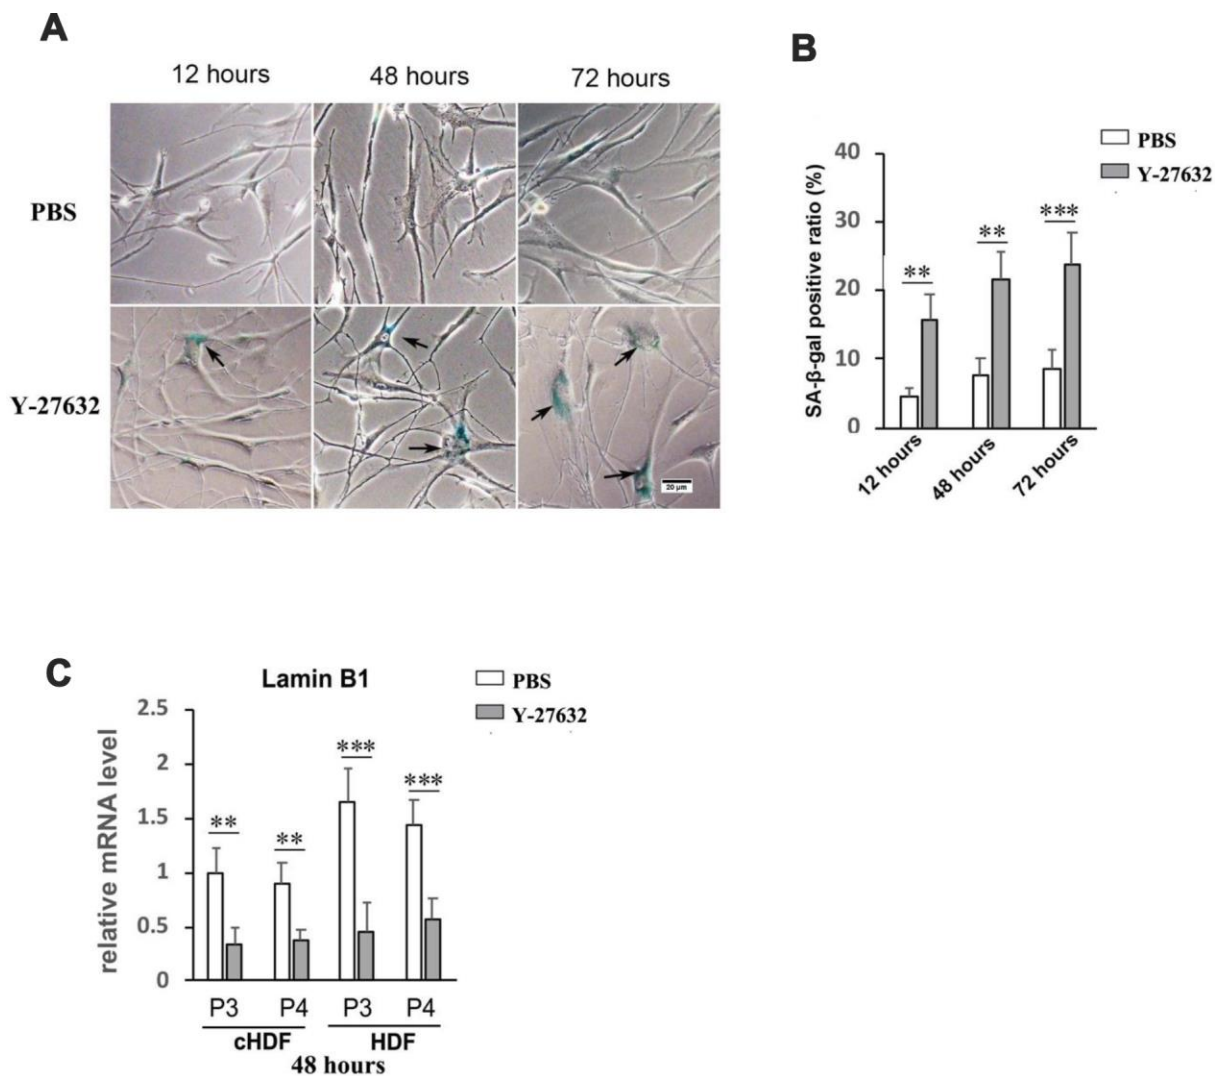 A
12 hours 48 hours 72 hours
PBS
Y-27632
20 µm
B
PBS
Y-27632
SA-β-gal positive ratio (%)
40
30
20
10
0
** ** ***
12 hours 48 hours 72 hours
C
Lamin B1
PBS
Y-27632
relative mRNA level
2.5
2
1.5
1
0.5
0
** ** *** ***
P3 P4 P3 P4
cHDF HDF
48 hours